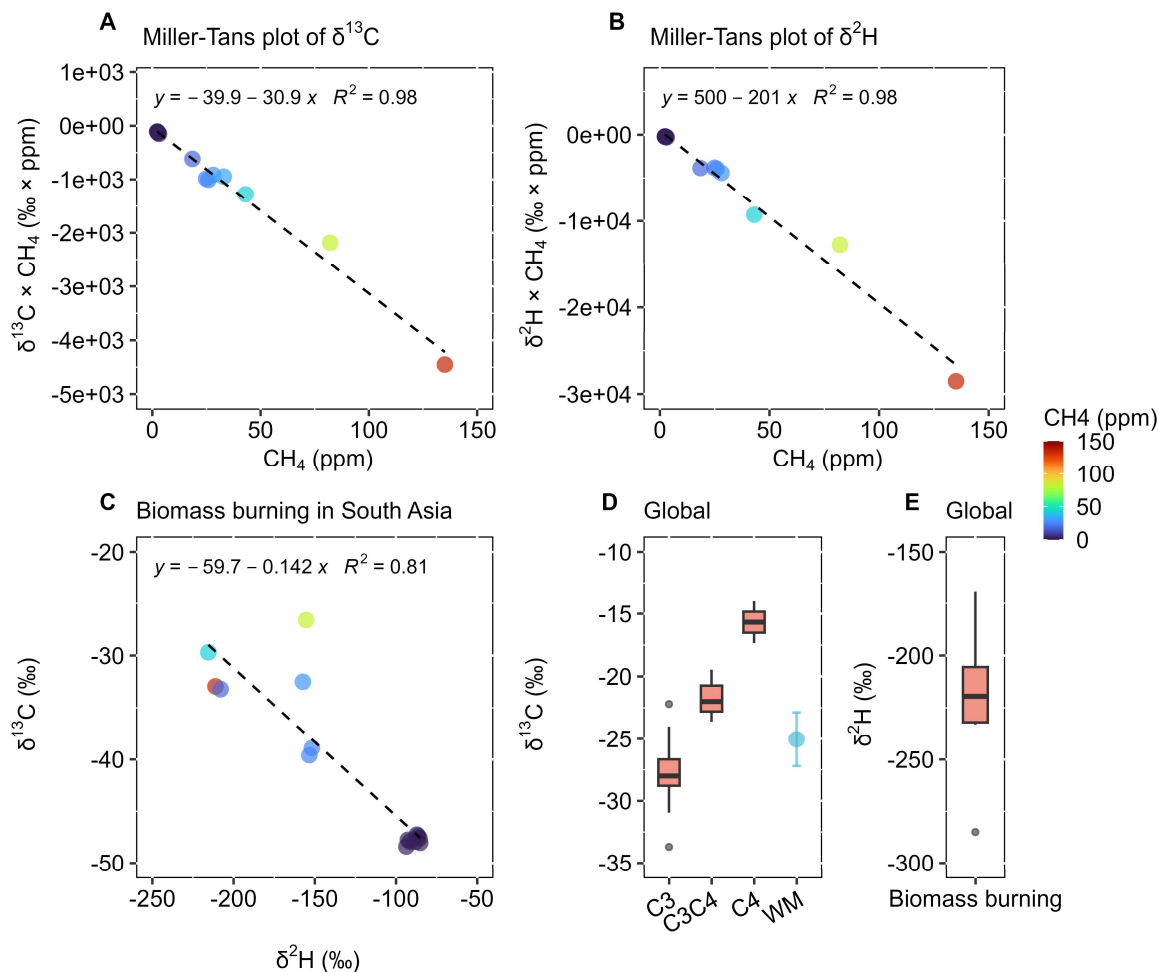 A
Miller-Tans plot of δ¹³C
y = − 39.9 − 30.9 x R² = 0.98
1e+03
0e+00
-1e+03
-2e+03
-3e+03
-4e+03
-5e+03
δ¹³C × CH₄ (‰ × ppm)
0 50 100 150
CH₄ (ppm)
B
Miller-Tans plot of δ²H
y = 500 − 201 x R² = 0.98
0e+00
-1e+04
-2e+04
-3e+04
δ²H × CH₄ (‰ × ppm)
0 50 100 150
CH₄ (ppm)
CH4 (ppm)
150
100
50
0
C
Biomass burning in South Asia
y = − 59.7 − 0.142 x R² = 0.81
-20
-30
-40
-50
δ¹³C (‰)
-250 -200 -150 -100 -50
δ²H (‰)
D
Global
-10
-15
-20
-25
-30
-35
δ¹³C (‰)
C3 C3C4 C4 WM
E
Global
-150
-200
-250
-300
δ²H (‰)
Biomass burning